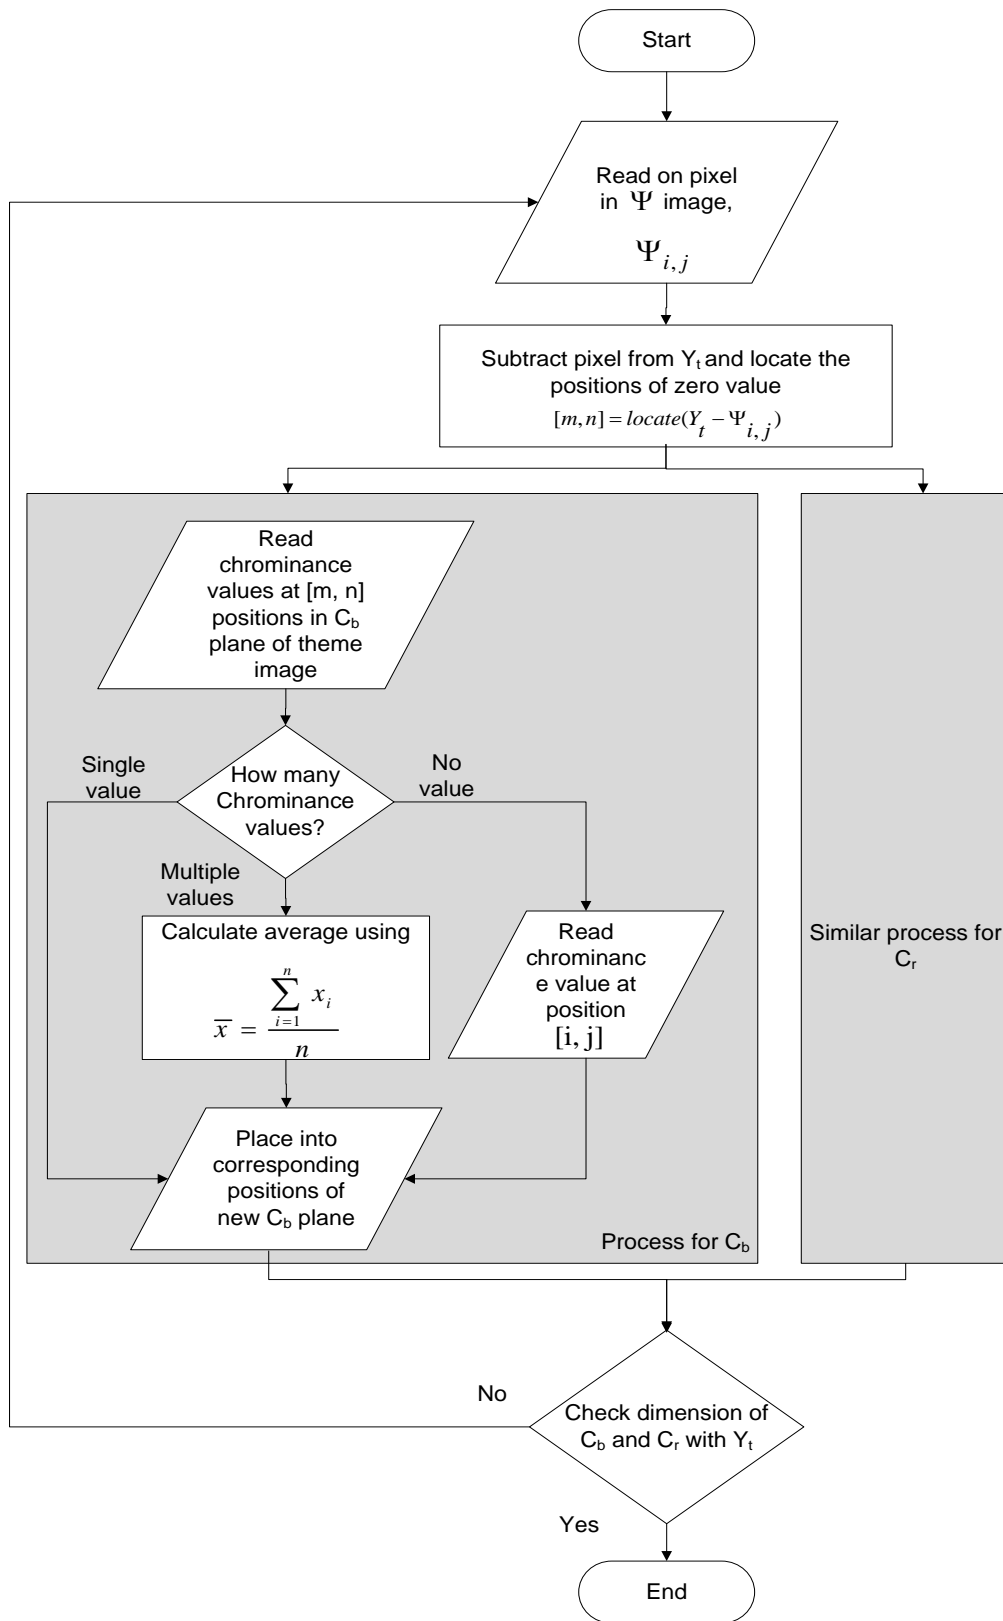 Start
Read on pixel
in Ψ image,
Ψi, j
Subtract pixel from Yt and locate the
positions of zero value
[m, n] = locate(Yt − Ψi, j)
Read
chrominance
values at [m, n]
positions in Cb
plane of theme
image
Single
value
How many
Chrominance
values?
No
value
Multiple
values
Calculate average using
x̄ = ∑_{i=1}^{n} xi / n
Read
chrominanc
e value at
position
[i, j]
Similar process for
Cr
Place into
corresponding
positions of
new Cb plane
Process for Cb
No
Check dimension of
Cb and Cr with Yt
Yes
End